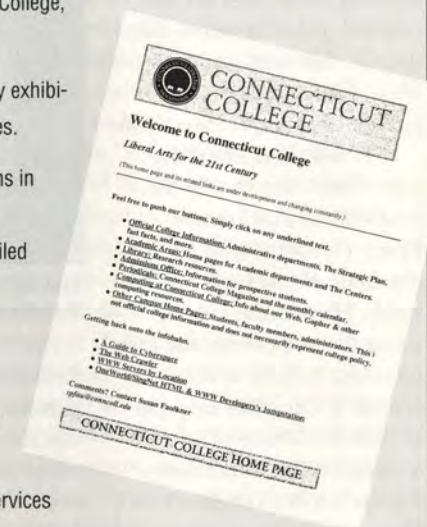 College,
y exhibi-
es.
ns in
iled
rvices
CONNECTICUT
COLLEGE
Welcome to Connecticut College
Liberal Arts for the 21st Century
(This home page and its related links are under development and changing constantly.)
Feel free to push our buttons. Simply click on any underlined text.
• Official College Information: Administrative departments, The Strategic Plan,
fast facts, and more.
• Academic Areas: Home pages for Academic departments and The Centers.
• Library: Research resources.
• Admissions Office: Information for prospective students.
• Periodicals: Connecticut College Magazine and the monthly calendar.
• Computing at Connecticut College: Info about our Web, Gopher & other
computing resources.
• Other Campus Home Pages: Students, faculty members, administrators. This i
not official college information and does not necessarily represent college policy.
Getting back onto the infobahn.
• A Guide to Cyberspace
• The Web Crawler
• WWW Servers by Location
• OneWorld/SingNet HTML & WWW Developer's Jumpstation
Comments? Contact Susan Faulkner
CONNECTICUT COLLEGE HOME PAGE